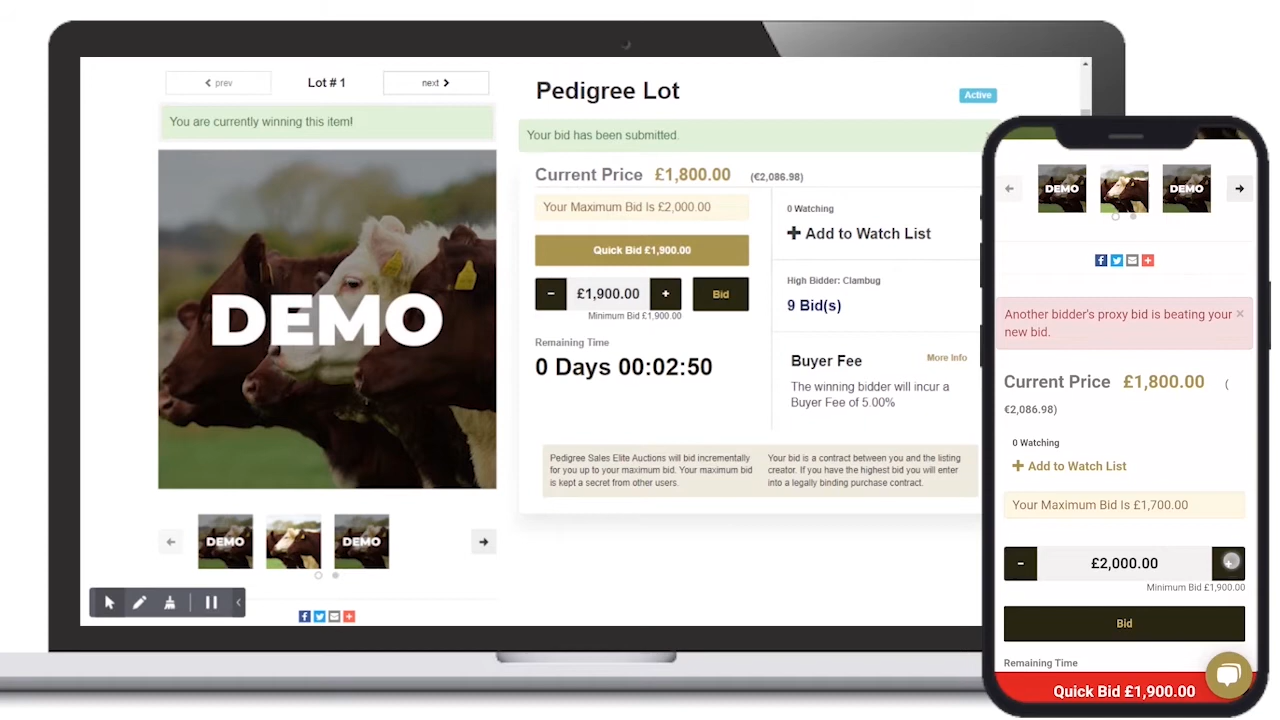 prev
Lot # 1
next
You are currently winning this item!
DEMO
DEMO
DEMO
Pedigree Lot
Active
Your bid has been submitted.
Current Price £1,800.00 (€2,086.98)
Your Maximum Bid Is £2,000.00
Quick Bid £1,900.00
- £1,900.00 + Bid
Minimum Bid £1,900.00
Remaining Time
0 Days 00:02:50
0 Watching
+ Add to Watch List
High Bidder: Clambug
9 Bid(s)
Buyer Fee More Info
The winning bidder will incur a
Buyer Fee of 5.00%
Pedigree Sales Elite Auctions will bid incrementally
for you up to your maximum bid. Your maximum bid
is kept a secret from other users.
Your bid is a contract between you and the listing
creator. If you have the highest bid you will enter
into a legally binding purchase contract.
DEMO
DEMO
Another bidder's proxy bid is beating your ×
new bid.
Current Price £1,800.00 (
€2,086.98)
0 Watching
+ Add to Watch List
Your Maximum Bid Is £1,700.00
- £2,000.00 +
Minimum Bid £1,900.00
Bid
Remaining Time
Quick Bid £1,900.00